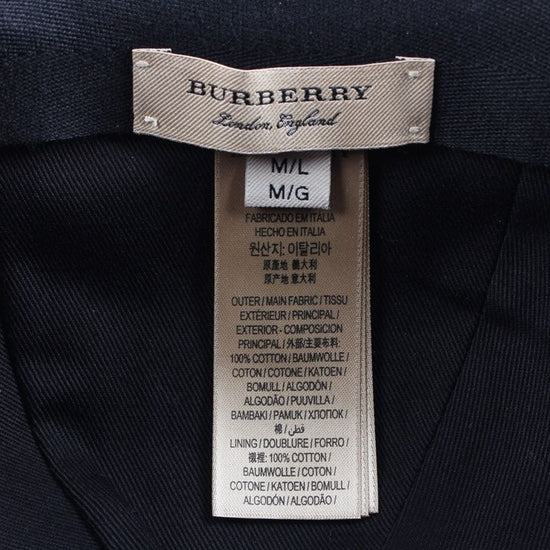 BURBERRY
London, England
M/L
M/G
FABRICADO EM ITALIA
HECHO EN ITALIA
원산지: 이탈리아
原產地 義大利
原产地 意大利
OUTER / MAIN FABRIC / TISSU
EXTÉRIEUR / PRINCIPAL /
EXTERIOR - COMPOSICION
PRINCIPAL / 外部/主要布料:
100% COTTON / BAUMWOLLE /
COTON / COTONE / KATOEN /
BOMULL / ALGODÓN /
ALGODÃO / PUUVILLA /
BAMBAKI / PAMUK / ХЛОПОК /
棉 / قطن /
LINING / DOUBLURE / FORRO /
襯裡: 100% COTTON /
BAUMWOLLE / COTON /
COTONE / KATOEN / BOMULL /
ALGODÓN / ALGODÃO /